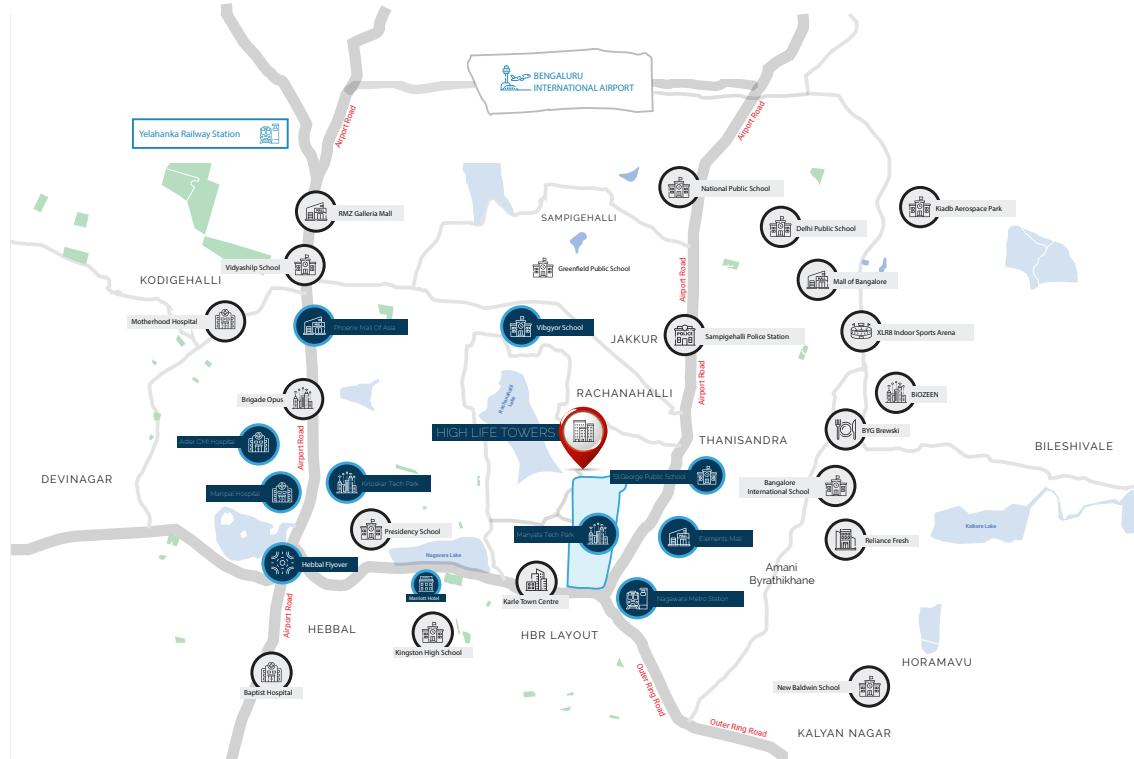 BENGALURU
INTERNATIONAL AIRPORT
Yelahanka Railway Station
Airport Road
Airport Road
National Public School
RMZ Galleria Mall
SAMPIGEHALLI
Kiadb Aerospace Park
Delhi Public School
Vidyashilp School
Greenfield Public School
KODIGEHALLI
Airport Road
Mall of Bangalore
Motherhood Hospital
Phoenix Mall Of Asia
Vibgyor School
JAKKUR
Sampigehalli Police Station
XLR8 Indoor Sports Arena
Airport Road
Rachanahalli
Lake
RACHANAHALLI
Brigade Opus
BiOZEEN
HIGH LIFE TOWERS
BYG Brewski
Aster CMI Hospital
Airport Road
THANISANDRA
BILESHIVALE
DEVINAGAR
Kirloskar Tech Park
St.George Public School
Bangalore
International School
Manipal Hospital
Presidency School
Manyata Tech Park
Elements Mall
Reliance Fresh
Kalkere Lake
Nagavara Lake
Hebbal Flyover
Amani
Byrathikhane
Marriott Hotel
Karle Town Centre
Nagawara Metro Station
Airport Road
HEBBAL
HBR LAYOUT
Kingston High School
HORAMAVU
Baptist Hospital
Outer Ring Road
New Baldwin School
Outer Ring Road
KALYAN NAGAR
POLICE